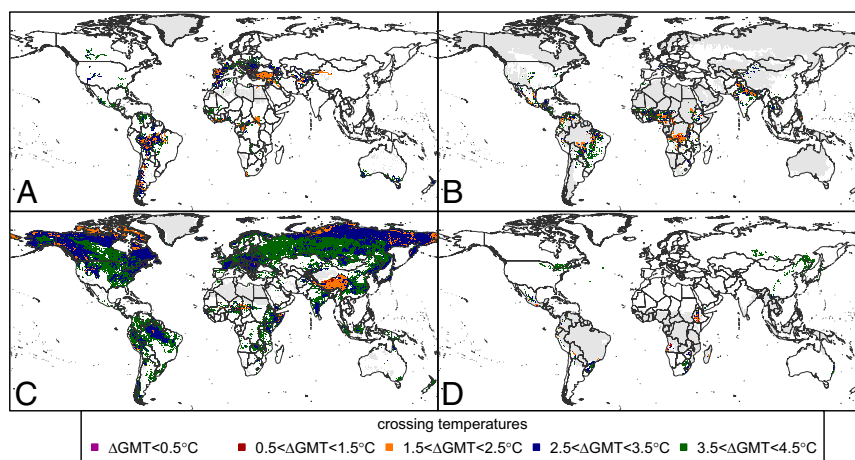 A
B
C
D
crossing temperatures
ΔGMT<0.5°C
0.5<ΔGMT<1.5°C
1.5<ΔGMT<2.5°C
2.5<ΔGMT<3.5°C
3.5<ΔGMT<4.5°C